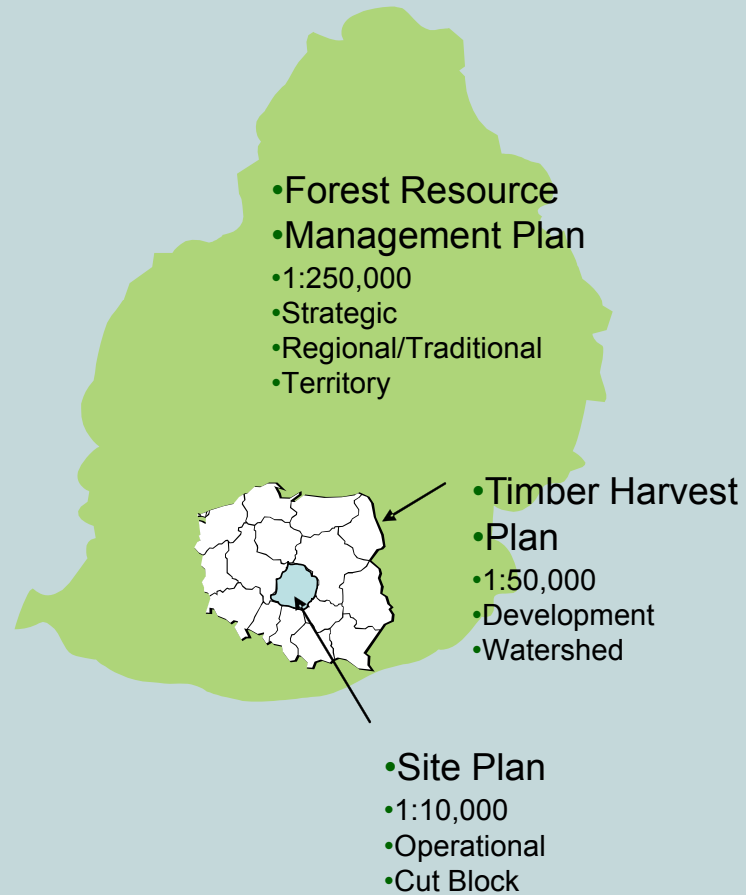 •Forest Resource
•Management Plan
•1:250,000
•Strategic
•Regional/Traditional
•Territory
•Timber Harvest
•Plan
•1:50,000
•Development
•Watershed
•Site Plan
•1:10,000
•Operational
•Cut Block